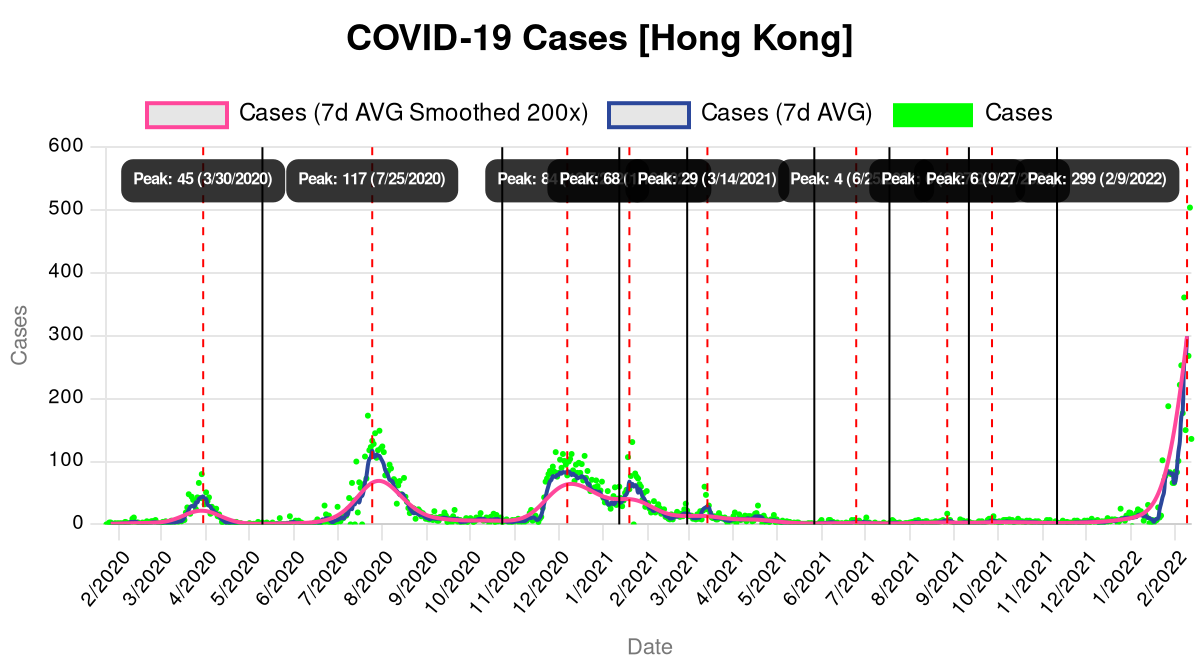 COVID-19 Cases [Hong Kong]
Cases (7d AVG Smoothed 200x)
Cases (7d AVG)
Cases
600
Peak: 45 (3/30/2020)
Peak: 117 (7/25/2020)
Peak:
Peak: 68
Peak: 29 (3/14/2021)
Peak: 4
Peak:
Peak: 6 (9/27
Peak: 299 (2/9/2022)
500
400
300
200
100
0
Cases
2/2020
3/2020
4/2020
5/2020
6/2020
7/2020
8/2020
9/2020
10/2020
11/2020
12/2020
1/2021
2/2021
3/2021
4/2021
5/2021
6/2021
7/2021
8/2021
9/2021
10/2021
11/2021
12/2021
1/2022
2/2022
Date